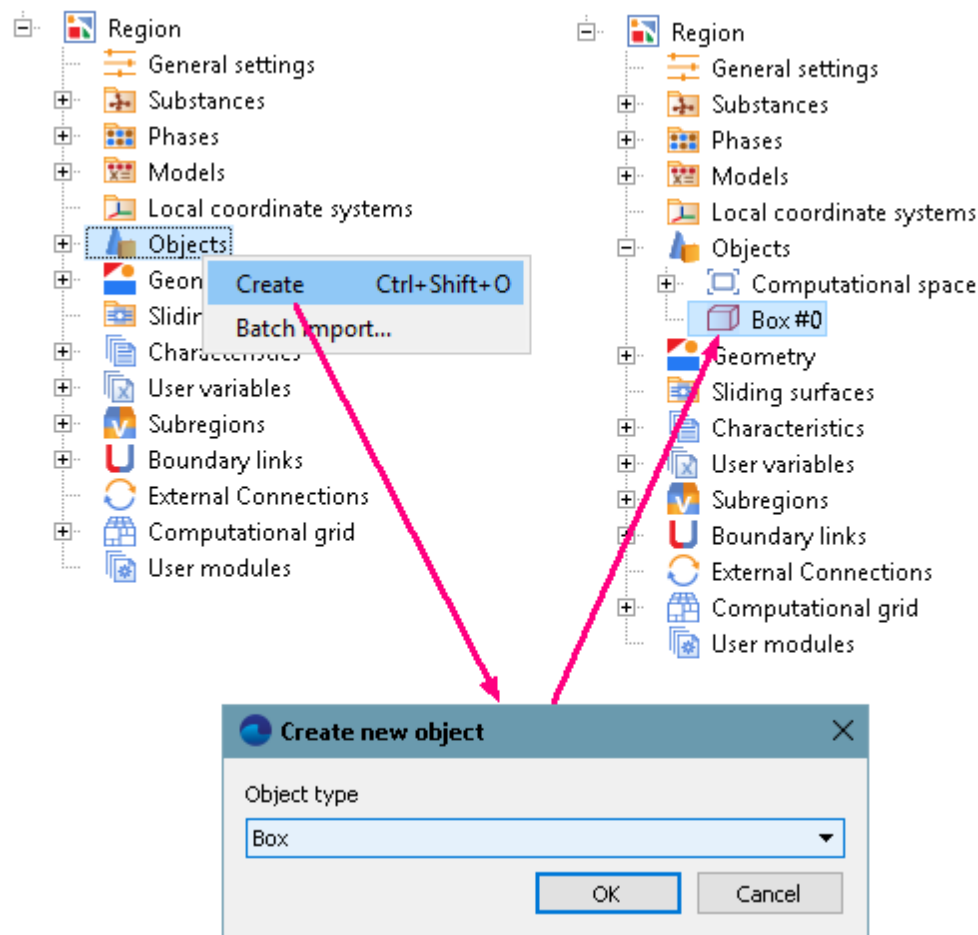 Region
General settings
Substances
Phases
Models
Local coordinate systems
Objects
Create Ctrl+Shift+O
Batch import...
Characteristics
User variables
Subregions
Boundary links
External Connections
Computational grid
User modules
Region
General settings
Substances
Phases
Models
Local coordinate systems
Objects
Computational space
Box #0
Geometry
Sliding surfaces
Characteristics
User variables
Subregions
Boundary links
External Connections
Computational grid
User modules
Create new object
Object type
Box
OK Cancel